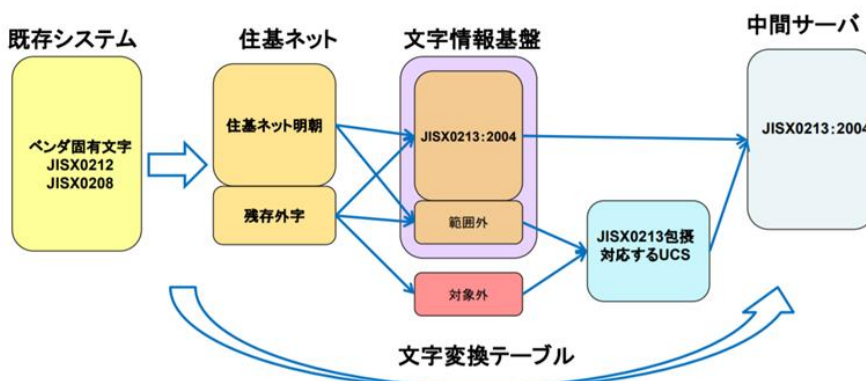 既存システム
住基ネット
文字情報基盤
中間サーバ
ベンダ固有文字
JISX0212
JISX0208
住基ネット明朝
残存外字
JISX0213:2004
範囲外
対象外
JISX0213包摂
対応するUCS
JISX0213:2004
文字変換テーブル